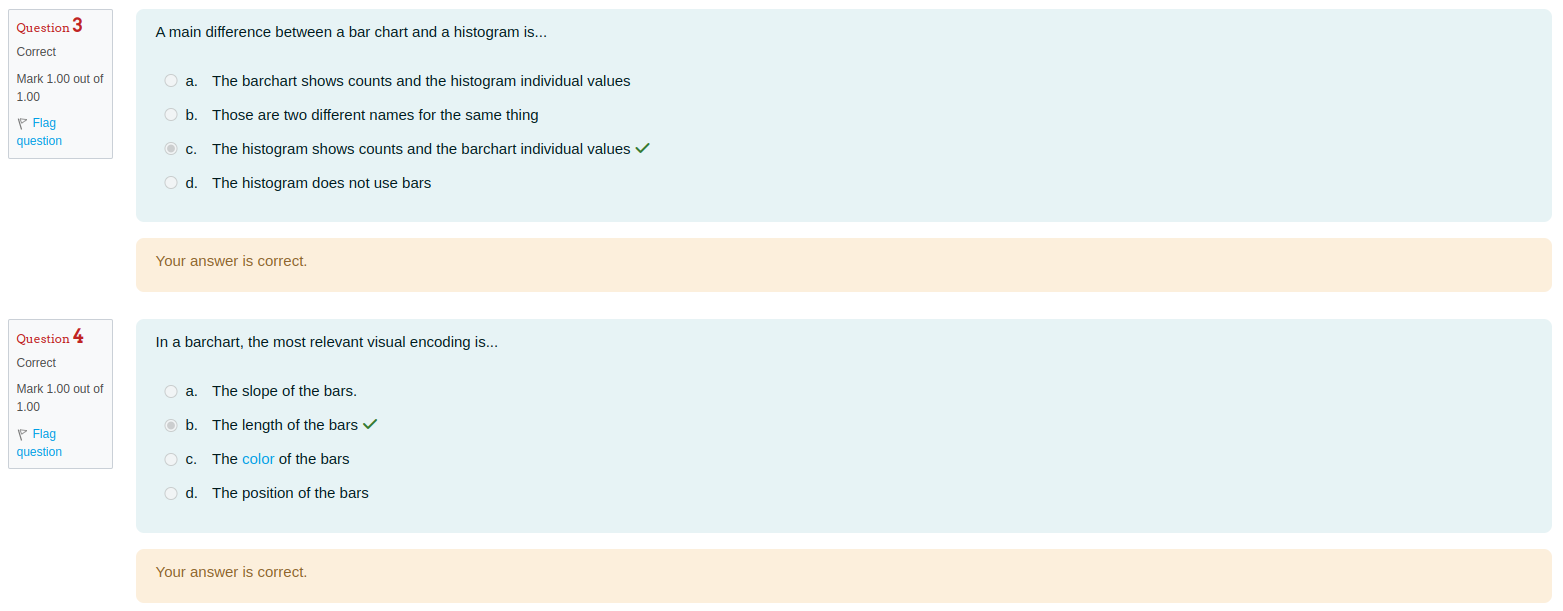 Question 3
Correct
Mark 1.00 out of
1.00
Flag
question
A main difference between a bar chart and a histogram is...
a. The barchart shows counts and the histogram individual values
b. Those are two different names for the same thing
c. The histogram shows counts and the barchart individual values
d. The histogram does not use bars
Your answer is correct.
Question 4
Correct
Mark 1.00 out of
1.00
Flag
question
In a barchart, the most relevant visual encoding is...
a. The slope of the bars.
b. The length of the bars
c. The color of the bars
d. The position of the bars
Your answer is correct.